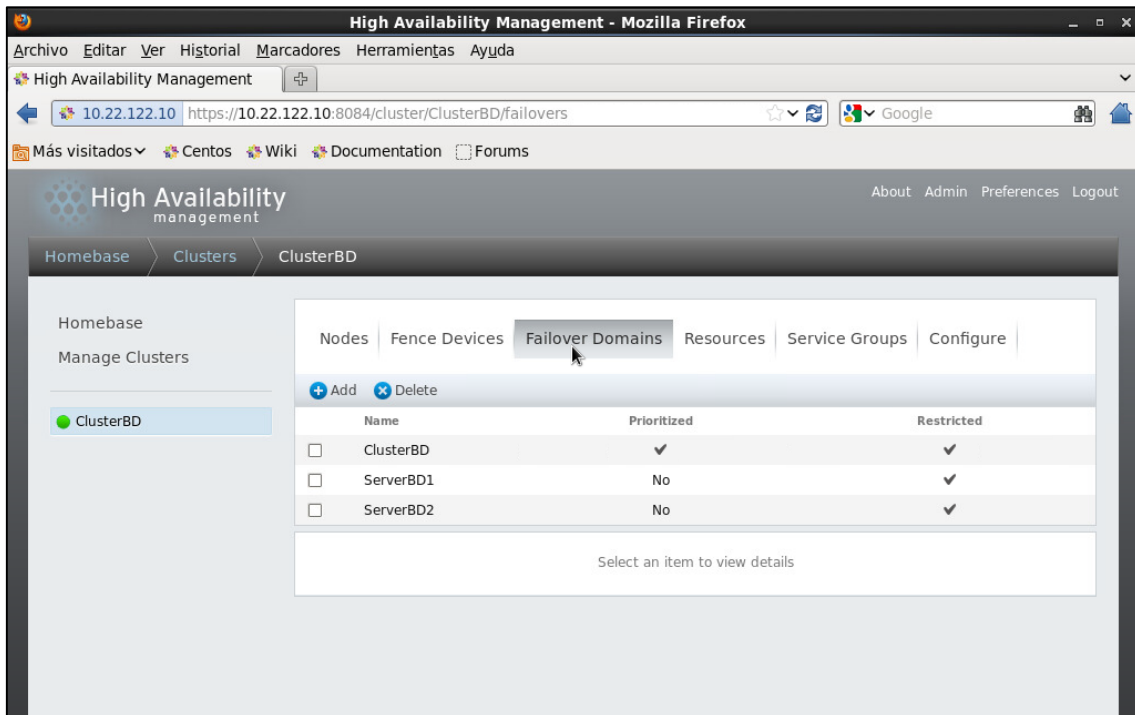 High Availability Management - Mozilla Firefox
Archivo Editar Ver Historial Marcadores Herramientas Ayuda
High Availability Management
10.22.122.10 https://10.22.122.10:8084/cluster/ClusterBD/failovers Google
Más visitados Centos Wiki Documentation Forums
High Availability
management
About Admin Preferences Logout
Homebase Clusters ClusterBD
Homebase
Manage Clusters
ClusterBD
Nodes Fence Devices Failover Domains Resources Service Groups Configure
Add Delete
Name Prioritized Restricted
ClusterBD
ServerBD1 No
ServerBD2 No
Select an item to view details